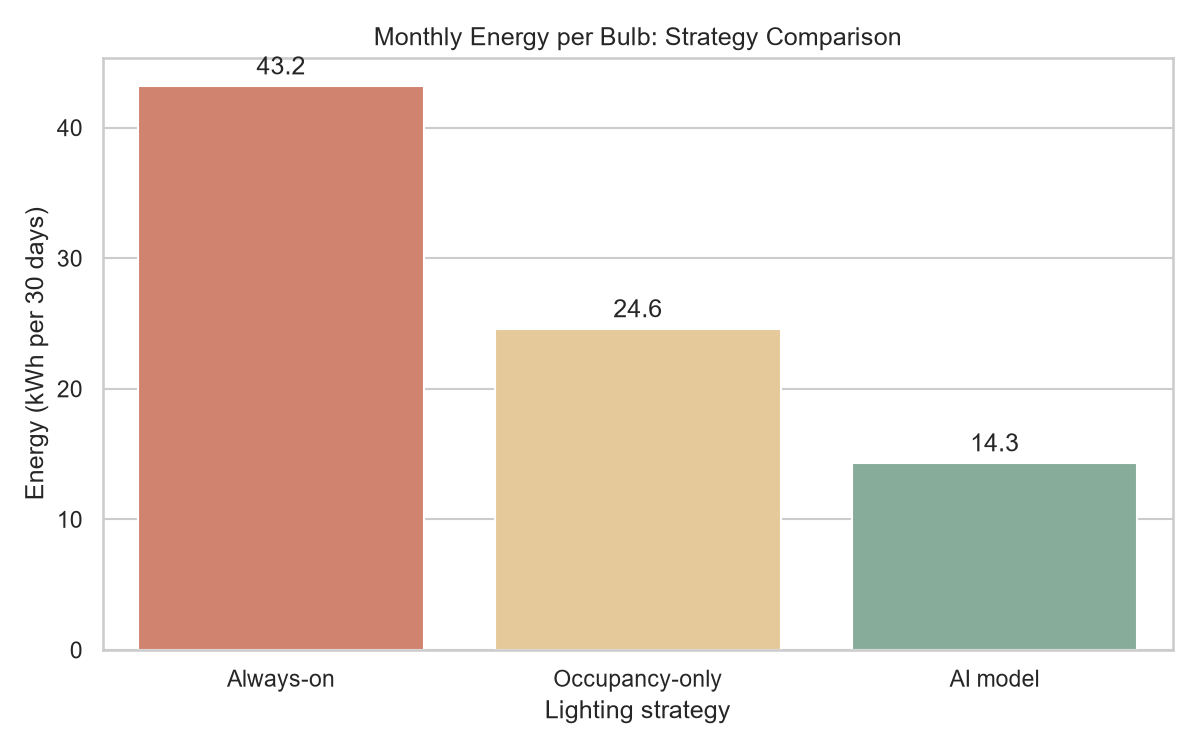 Monthly Energy per Bulb: Strategy Comparison
43.2
24.6
14.3
Energy (kWh per 30 days)
40
30
20
10
0
Always-on
Occupancy-only
AI model
Lighting strategy